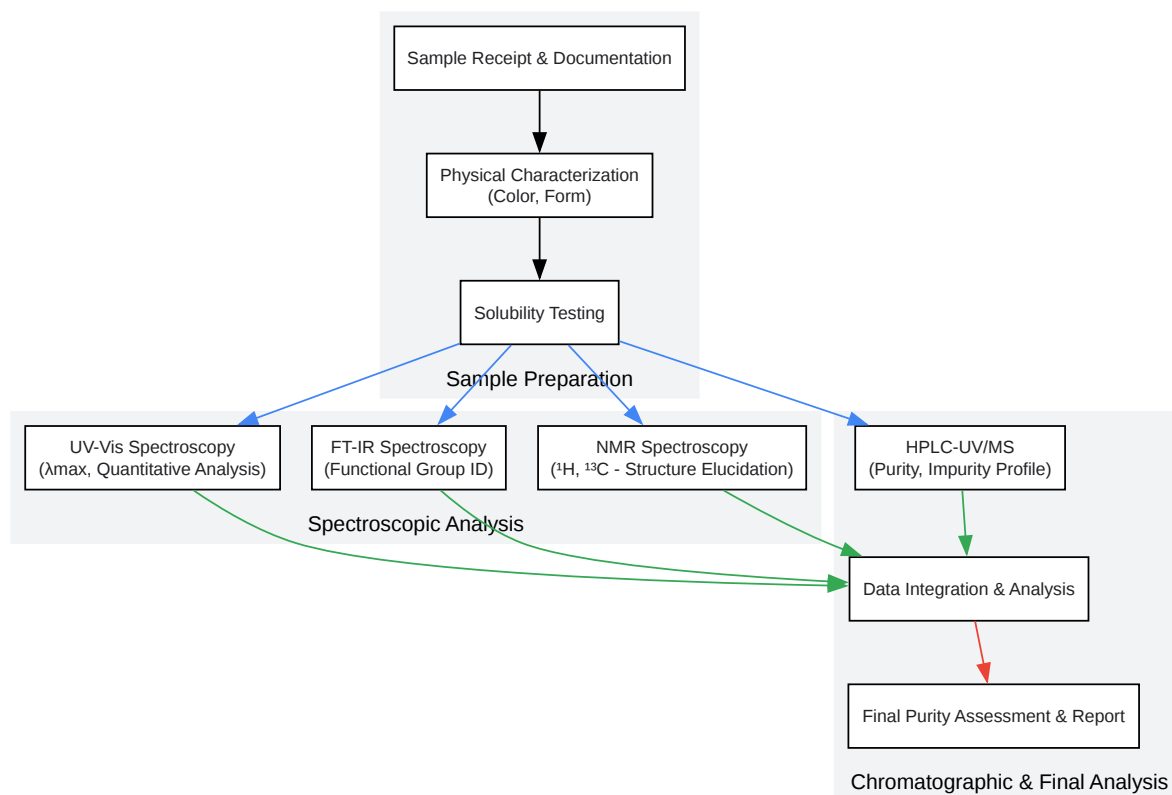 Sample Receipt & Documentation
Physical Characterization
(Color, Form)
Solubility Testing
Sample Preparation
UV-Vis Spectroscopy
(λmax, Quantitative Analysis)
FT-IR Spectroscopy
(Functional Group ID)
NMR Spectroscopy
(¹H, ¹³C - Structure Elucidation)
HPLC-UV/MS
(Purity, Impurity Profile)
Spectroscopic Analysis
Data Integration & Analysis
Final Purity Assessment & Report
Chromatographic & Final Analysis